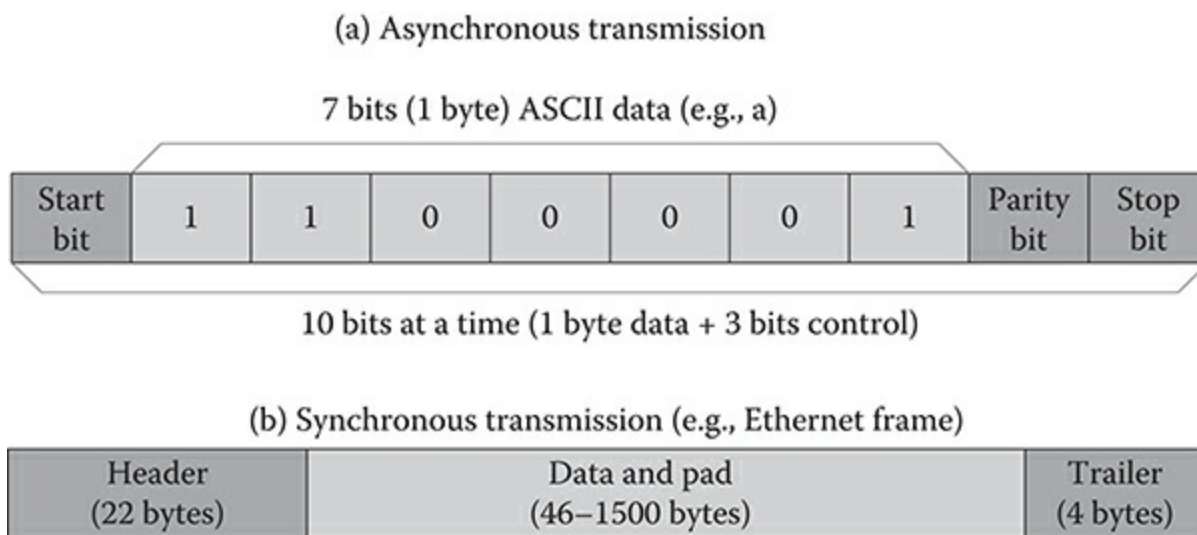 (a) Asynchronous transmission
7 bits (1 byte) ASCII data (e.g., a)
Start bit 1 1 0 0 0 0 1 Parity bit Stop bit
10 bits at a time (1 byte data + 3 bits control)
(b) Synchronous transmission (e.g., Ethernet frame)
Header Data and pad Trailer
(22 bytes) (46–1500 bytes) (4 bytes)